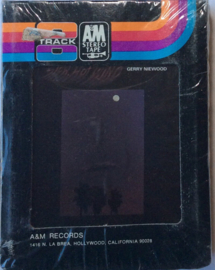 8
TRACK
A&M
STEREO
TAPE
GERRY NIEWOOD
A&M RECORDS
1416 N. LA BREA, HOLLYWOOD, CALIFORNIA 90028